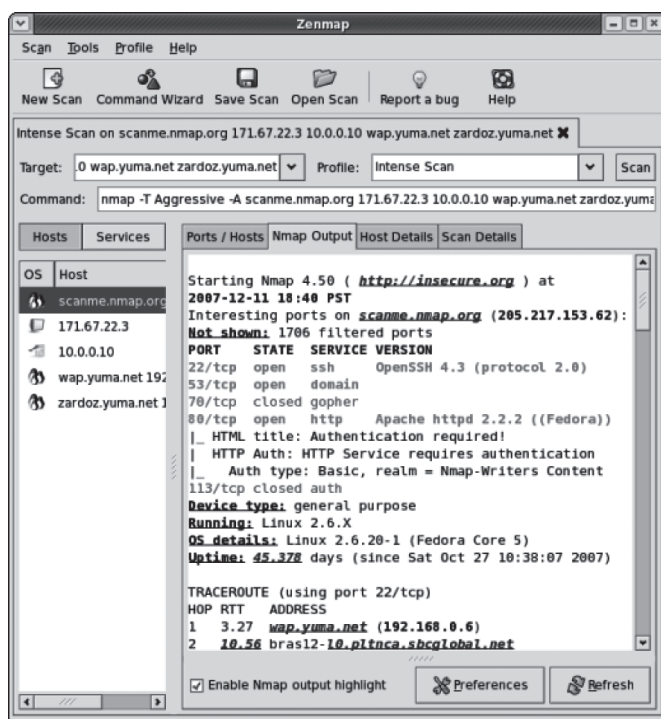 Zenmap
Scan Tools Profile Help
New Scan Command Wizard Save Scan Open Scan Report a bug Help
Intense Scan on scanme.nmap.org 171.67.22.3 10.0.0.10 wap.yuma.net zardoz.yuma.net
Target: .0 wap.yuma.net zardoz.yuma.net Profile: Intense Scan Scan
Command: nmap -T Aggressive -A scanme.nmap.org 171.67.22.3 10.0.0.10 wap.yuma.net zardoz.yuma
Hosts Services
OS Host
scanme.nmap.org
171.67.22.3
10.0.0.10
wap.yuma.net 192
zardoz.yuma.net 1
Ports / Hosts Nmap Output Host Details Scan Details
Starting Nmap 4.50 ( http://insecure.org ) at
2007-12-11 18:40 PST
Interesting ports on scanme.nmap.org (205.217.153.62):
Not shown: 1706 filtered ports
PORT STATE SERVICE VERSION
22/tcp open ssh OpenSSH 4.3 (protocol 2.0)
53/tcp open domain
70/tcp closed gopher
80/tcp open http Apache httpd 2.2.2 ((Fedora))
|_ HTML title: Authentication required!
| HTTP Auth: HTTP Service requires authentication
|_ Auth type: Basic, realm = Nmap-Writers Content
113/tcp closed auth
Device type: general purpose
Running: Linux 2.6.X
OS details: Linux 2.6.20-1 (Fedora Core 5)
Uptime: 45.378 days (since Sat Oct 27 10:38:07 2007)
TRACEROUTE (using port 22/tcp)
HOP RTT ADDRESS
1 3.27 wap.yuma.net (192.168.0.6)
2 10.56 bras12-10.pltnca.sbcglobal.net
Enable Nmap output highlight Preferences Refresh